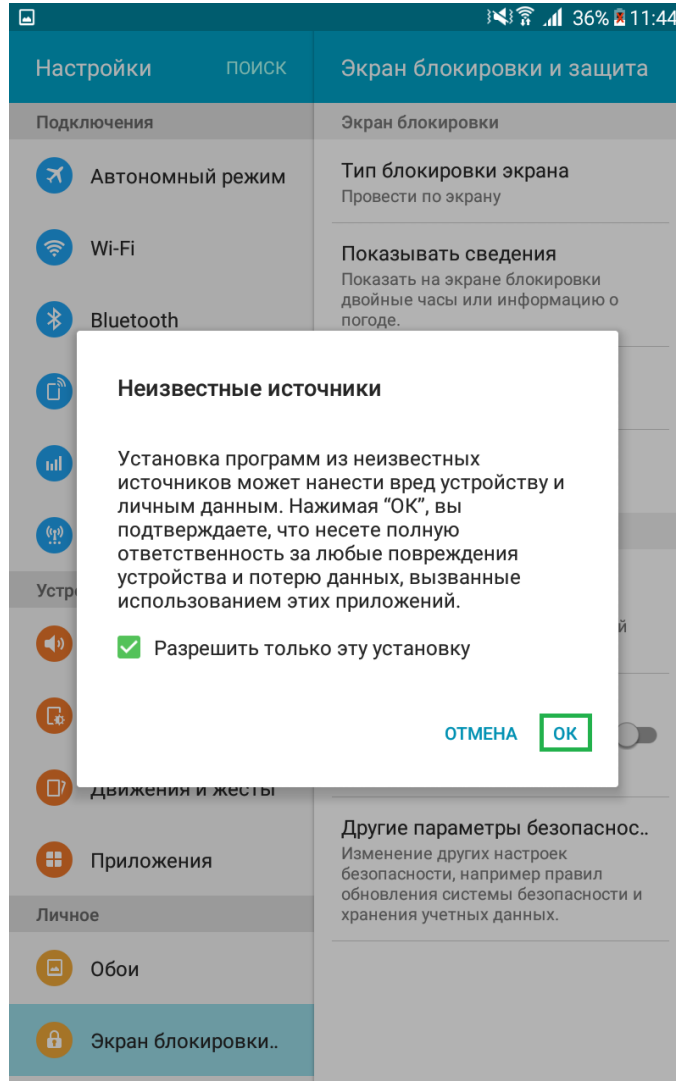 36% 11:44
Настройки
ПОИСК
Экран блокировки и защита
Подключения
Автономный режим
Wi-Fi
Bluetooth
Экран блокировки
Тип блокировки экрана
Провести по экрану
Показывать сведения
Показать на экране блокировки
двойные часы или информацию о
погоде.
Неизвестные источники
Установка программ из неизвестных
источников может нанести вред устройству и
личным данным. Нажимая “ОК”, вы
подтверждаете, что несете полную
ответственность за любые повреждения
устройства и потерю данных, вызванные
использованием этих приложений.
Разрешить только эту установку
ОТМЕНА
ОК
Устр
й
Движения и жесты
Приложения
Личное
Обои
Экран блокировки..
Другие параметры безопаснос..
Изменение других настроек
безопасности, например правил
обновления системы безопасности и
хранения учетных данных.